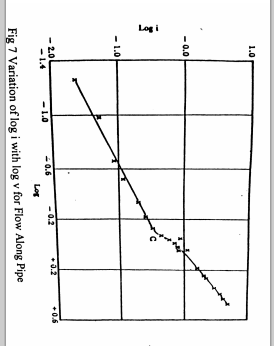 Log i
- 2.0
- 1.0
- 0.0
- 1.0
- 1.4
- 1.0
- 0.6
- 0.2
+ 0.2
+ 0.6
C
Log
Fig 7 Variation of log i with log v for Flow Along Pipe